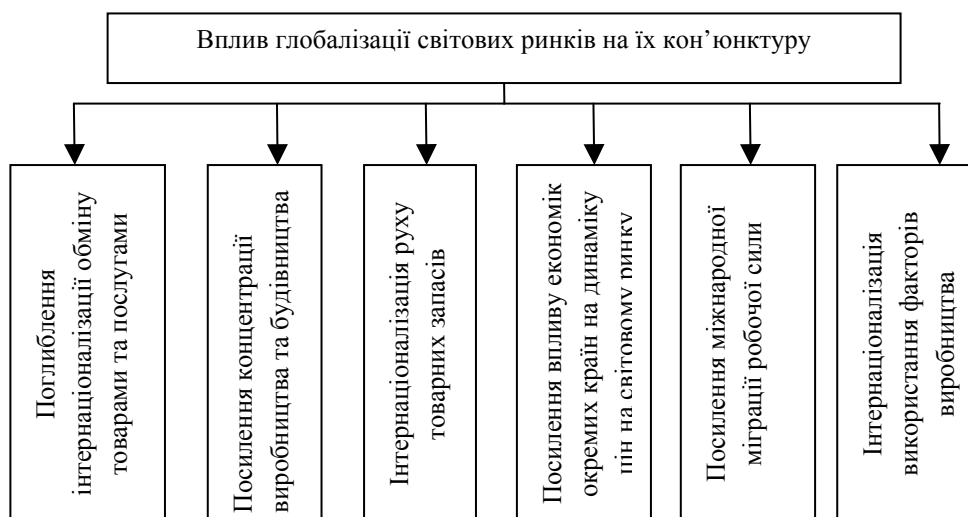 Вплив глобалізації світових ринків на їх кон’юнктуру
Поглиблення
інтернаціоналізації обміну
товарами та послугами
Посилення концентрації
виробництва та будівництва
Інтернаціоналізація руху
товарних запасів
Посилення впливу економік
окремих країн на динаміку
цін на світовому ринку
Посилення міжнародної
міграції робочої сили
Інтернаціоналізація
використання факторів
виробництва